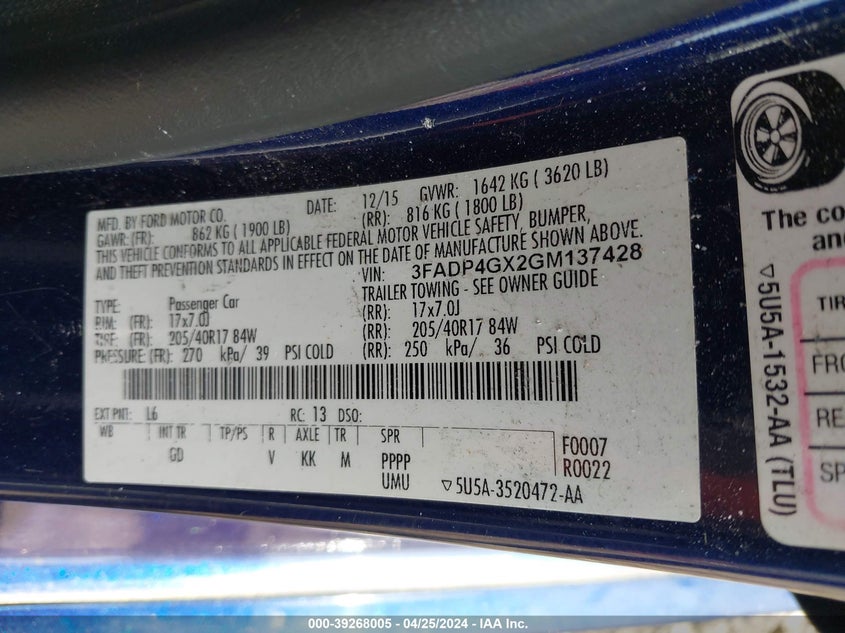 MFD. BY FORD MOTOR CO. DATE: 12/15 GVWR: 1642 KG ( 3620 LB)
GAWR: (FR): 862 KG ( 1900 LB) (RR): 816 KG ( 1800 LB)
THIS VEHICLE CONFORMS TO ALL APPLICABLE FEDERAL MOTOR VEHICLE SAFETY, BUMPER,
AND THEFT PREVENTION STANDARDS IN EFFECT ON THE DATE OF MANUFACTURE SHOWN ABOVE.
VIN: 3FADP4GX2GM137428
TYPE: Passenger Car TRAILER TOWING - SEE OWNER GUIDE
RIM: (FR): 17x7.0J (RR): 17x7.0J
TIRE: (FR): 205/40R17 84W (RR): 205/40R17 84W
PRESSURE: (FR): 270 kPa/ 39 PSI COLD (RR): 250 kPa/ 36 PSI COLD
EXT PNT: L6 RC: 13 DSO:
WB INT TR TP/PS R AXLE TR SPR F0007
GD V KK M PPPP R0022
UMU ▽5U5A-3520472-AA
▽5U5A-1532-AA (TLU)
The co
an
TIR
FRO
RE
SP
000-39268005 - 04/25/2024 - IAA Inc.